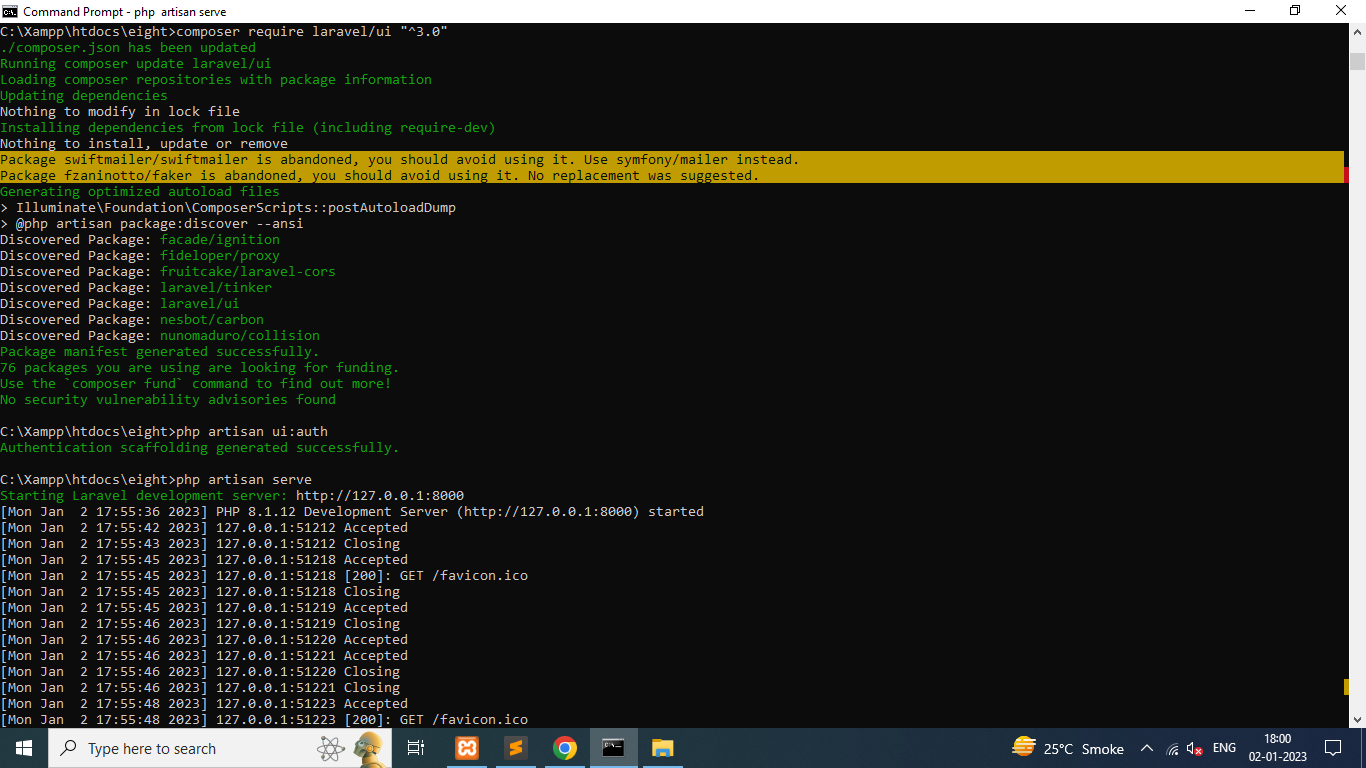 Command Prompt - php  artisan serve
C:\Xampp\htdocs\eight>composer require laravel/ui "^3.0"
./composer.json has been updated
Running composer update laravel/ui
Loading composer repositories with package information
Updating dependencies
Nothing to modify in lock file
Installing dependencies from lock file (including require-dev)
Nothing to install, update or remove
Package swiftmailer/swiftmailer is abandoned, you should avoid using it. Use symfony/mailer instead.
Package fzaninotto/faker is abandoned, you should avoid using it. No replacement was suggested.
Generating optimized autoload files
> Illuminate\Foundation\ComposerScripts::postAutoloadDump
> @php artisan package:discover --ansi
Discovered Package: facade/ignition
Discovered Package: fideloper/proxy
Discovered Package: fruitcake/laravel-cors
Discovered Package: laravel/tinker
Discovered Package: laravel/ui
Discovered Package: nesbot/carbon
Discovered Package: nunomaduro/collision
Package manifest generated successfully.
76 packages you are using are looking for funding.
Use the `composer fund` command to find out more!
No security vulnerability advisories found
C:\Xampp\htdocs\eight>php artisan ui:auth
Authentication scaffolding generated successfully.
C:\Xampp\htdocs\eight>php artisan serve
Starting Laravel development server: http://127.0.0.1:8000
[Mon Jan  2 17:55:36 2023] PHP 8.1.12 Development Server (http://127.0.0.1:8000) started
[Mon Jan  2 17:55:42 2023] 127.0.0.1:51212 Accepted
[Mon Jan  2 17:55:43 2023] 127.0.0.1:51212 Closing
[Mon Jan  2 17:55:45 2023] 127.0.0.1:51218 Accepted
[Mon Jan  2 17:55:45 2023] 127.0.0.1:51218 [200]: GET /favicon.ico
[Mon Jan  2 17:55:45 2023] 127.0.0.1:51218 Closing
[Mon Jan  2 17:55:45 2023] 127.0.0.1:51219 Accepted
[Mon Jan  2 17:55:46 2023] 127.0.0.1:51219 Closing
[Mon Jan  2 17:55:46 2023] 127.0.0.1:51220 Accepted
[Mon Jan  2 17:55:46 2023] 127.0.0.1:51221 Accepted
[Mon Jan  2 17:55:46 2023] 127.0.0.1:51220 Closing
[Mon Jan  2 17:55:46 2023] 127.0.0.1:51221 Closing
[Mon Jan  2 17:55:48 2023] 127.0.0.1:51223 Accepted
[Mon Jan  2 17:55:48 2023] 127.0.0.1:51223 [200]: GET /favicon.ico
Type here to search
25°C Smoke
ENG
18:00
02-01-2023